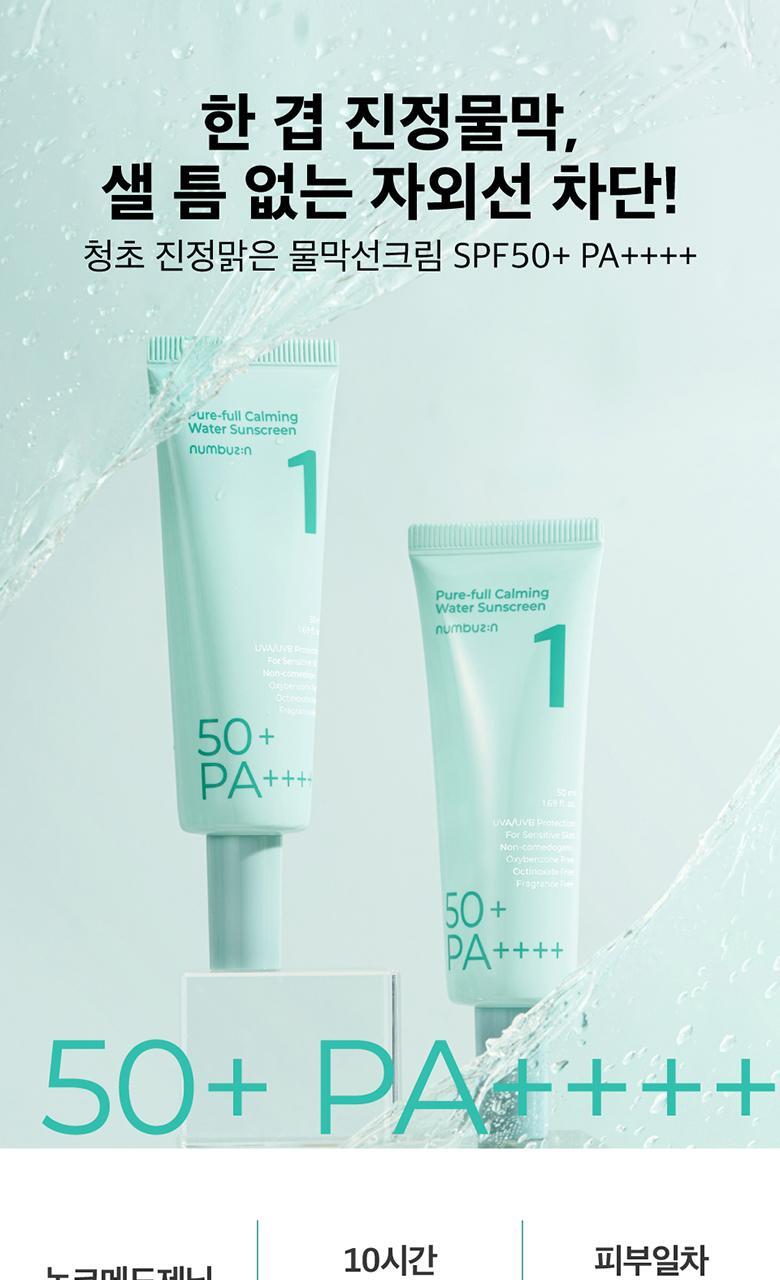 한 겹 진정물막,
샐 틈 없는 자외선 차단!
청초 진정맑은 물막선크림 SPF50+ PA++++
Pure-full Calming
Water Sunscreen
numbuz:n
1
UVA/UVB
For Sensitive
50+
PA++++
Pure-full Calming
Water Sunscreen
numbuz:n
1
50 ml
1.69 fl. oz.
UVA/UVB Protection
For Sensitive Skin
Non-comedogenic
Oxybenzone Free
Octinoxate Free
Fragrance Free
50+
PA++++
50+ PA++++
10시간
피부일차